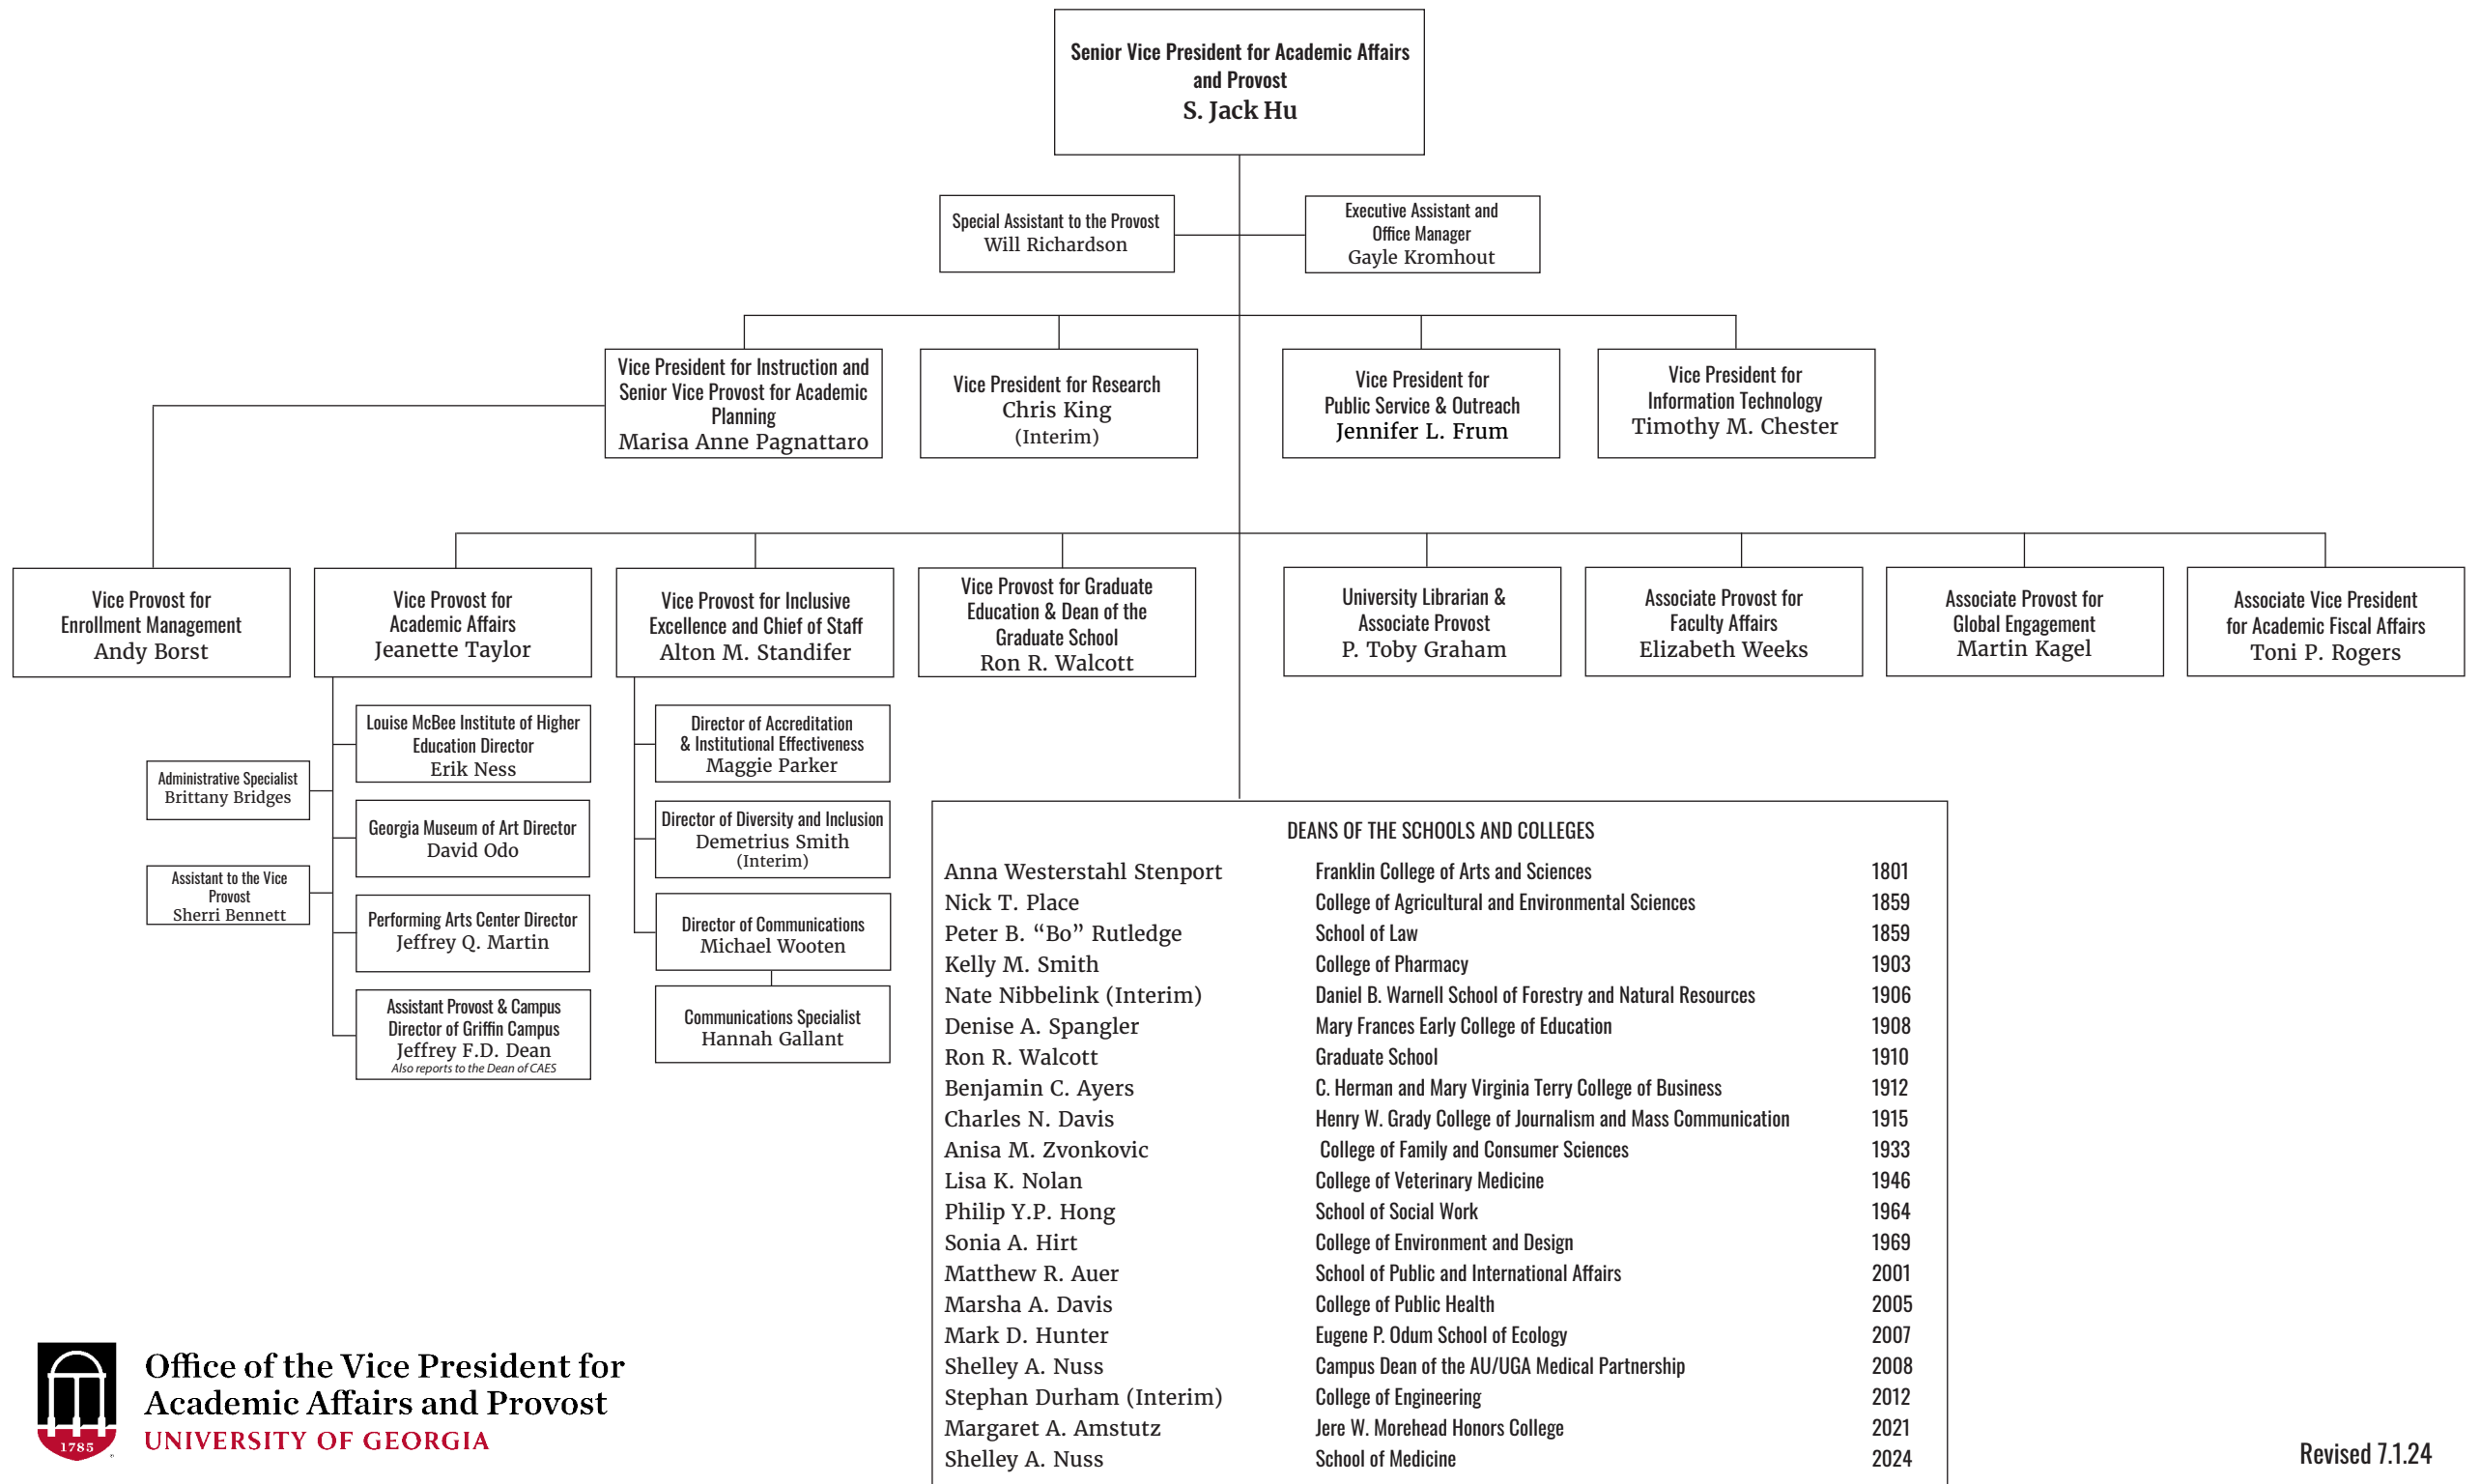 Senior Vice President for Academic Affairs
and Provost
S. Jack Hu
Special Assistant to the Provost
Will Richardson
Executive Assistant and
Office Manager
Gayle Kromhout
Vice President for Instruction and
Senior Vice Provost for Academic
Planning
Marisa Anne Pagnattaro
Vice President for Research
Chris King
(Interim)
Vice President for
Public Service & Outreach
Jennifer L. Frum
Vice President for
Information Technology
Timothy M. Chester
Vice Provost for
Enrollment Management
Andy Borst
Vice Provost for
Academic Affairs
Jeanette Taylor
Vice Provost for Inclusive
Excellence and Chief of Staff
Alton M. Standifer
Vice Provost for Graduate
Education & Dean of the
Graduate School
Ron R. Walcott
University Librarian &
Associate Provost
P. Toby Graham
Associate Provost for
Faculty Affairs
Elizabeth Weeks
Associate Provost for
Global Engagement
Martin Kagel
Associate Vice President
for Academic Fiscal Affairs
Toni P. Rogers
Administrative Specialist
Brittany Bridges
Assistant to the Vice
Provost
Sherri Bennett
Louise McBee Institute of Higher
Education Director
Erik Ness
Georgia Museum of Art Director
David Odo
Performing Arts Center Director
Jeffrey Q. Martin
Assistant Provost & Campus
Director of Griffin Campus
Jeffrey F.D. Dean
Also reports to the Dean of CAES
Director of Accreditation
& Institutional Effectiveness
Maggie Parker
Director of Diversity and Inclusion
Demetrius Smith
(Interim)
Director of Communications
Michael Wooten
Communications Specialist
Hannah Gallant
DEANS OF THE SCHOOLS AND COLLEGES
Anna Westerstahl Stenport Franklin College of Arts and Sciences 1801
Nick T. Place College of Agricultural and Environmental Sciences 1859
Peter B. “Bo” Rutledge School of Law 1859
Kelly M. Smith College of Pharmacy 1903
Nate Nibbelink (Interim) Daniel B. Warnell School of Forestry and Natural Resources 1906
Denise A. Spangler Mary Frances Early College of Education 1908
Ron R. Walcott Graduate School 1910
Benjamin C. Ayers C. Herman and Mary Virginia Terry College of Business 1912
Charles N. Davis Henry W. Grady College of Journalism and Mass Communication 1915
Anisa M. Zvonkovic College of Family and Consumer Sciences 1933
Lisa K. Nolan College of Veterinary Medicine 1946
Philip Y.P. Hong School of Social Work 1964
Sonia A. Hirt College of Environment and Design 1969
Matthew R. Auer School of Public and International Affairs 2001
Marsha A. Davis College of Public Health 2005
Mark D. Hunter Eugene P. Odum School of Ecology 2007
Shelley A. Nuss Campus Dean of the AU/UGA Medical Partnership 2008
Stephan Durham (Interim) College of Engineering 2012
Margaret A. Amstutz Jere W. Morehead Honors College 2021
Shelley A. Nuss School of Medicine 2024
1785
Office of the Vice President for
Academic Affairs and Provost
UNIVERSITY OF GEORGIA
Revised 7.1.24